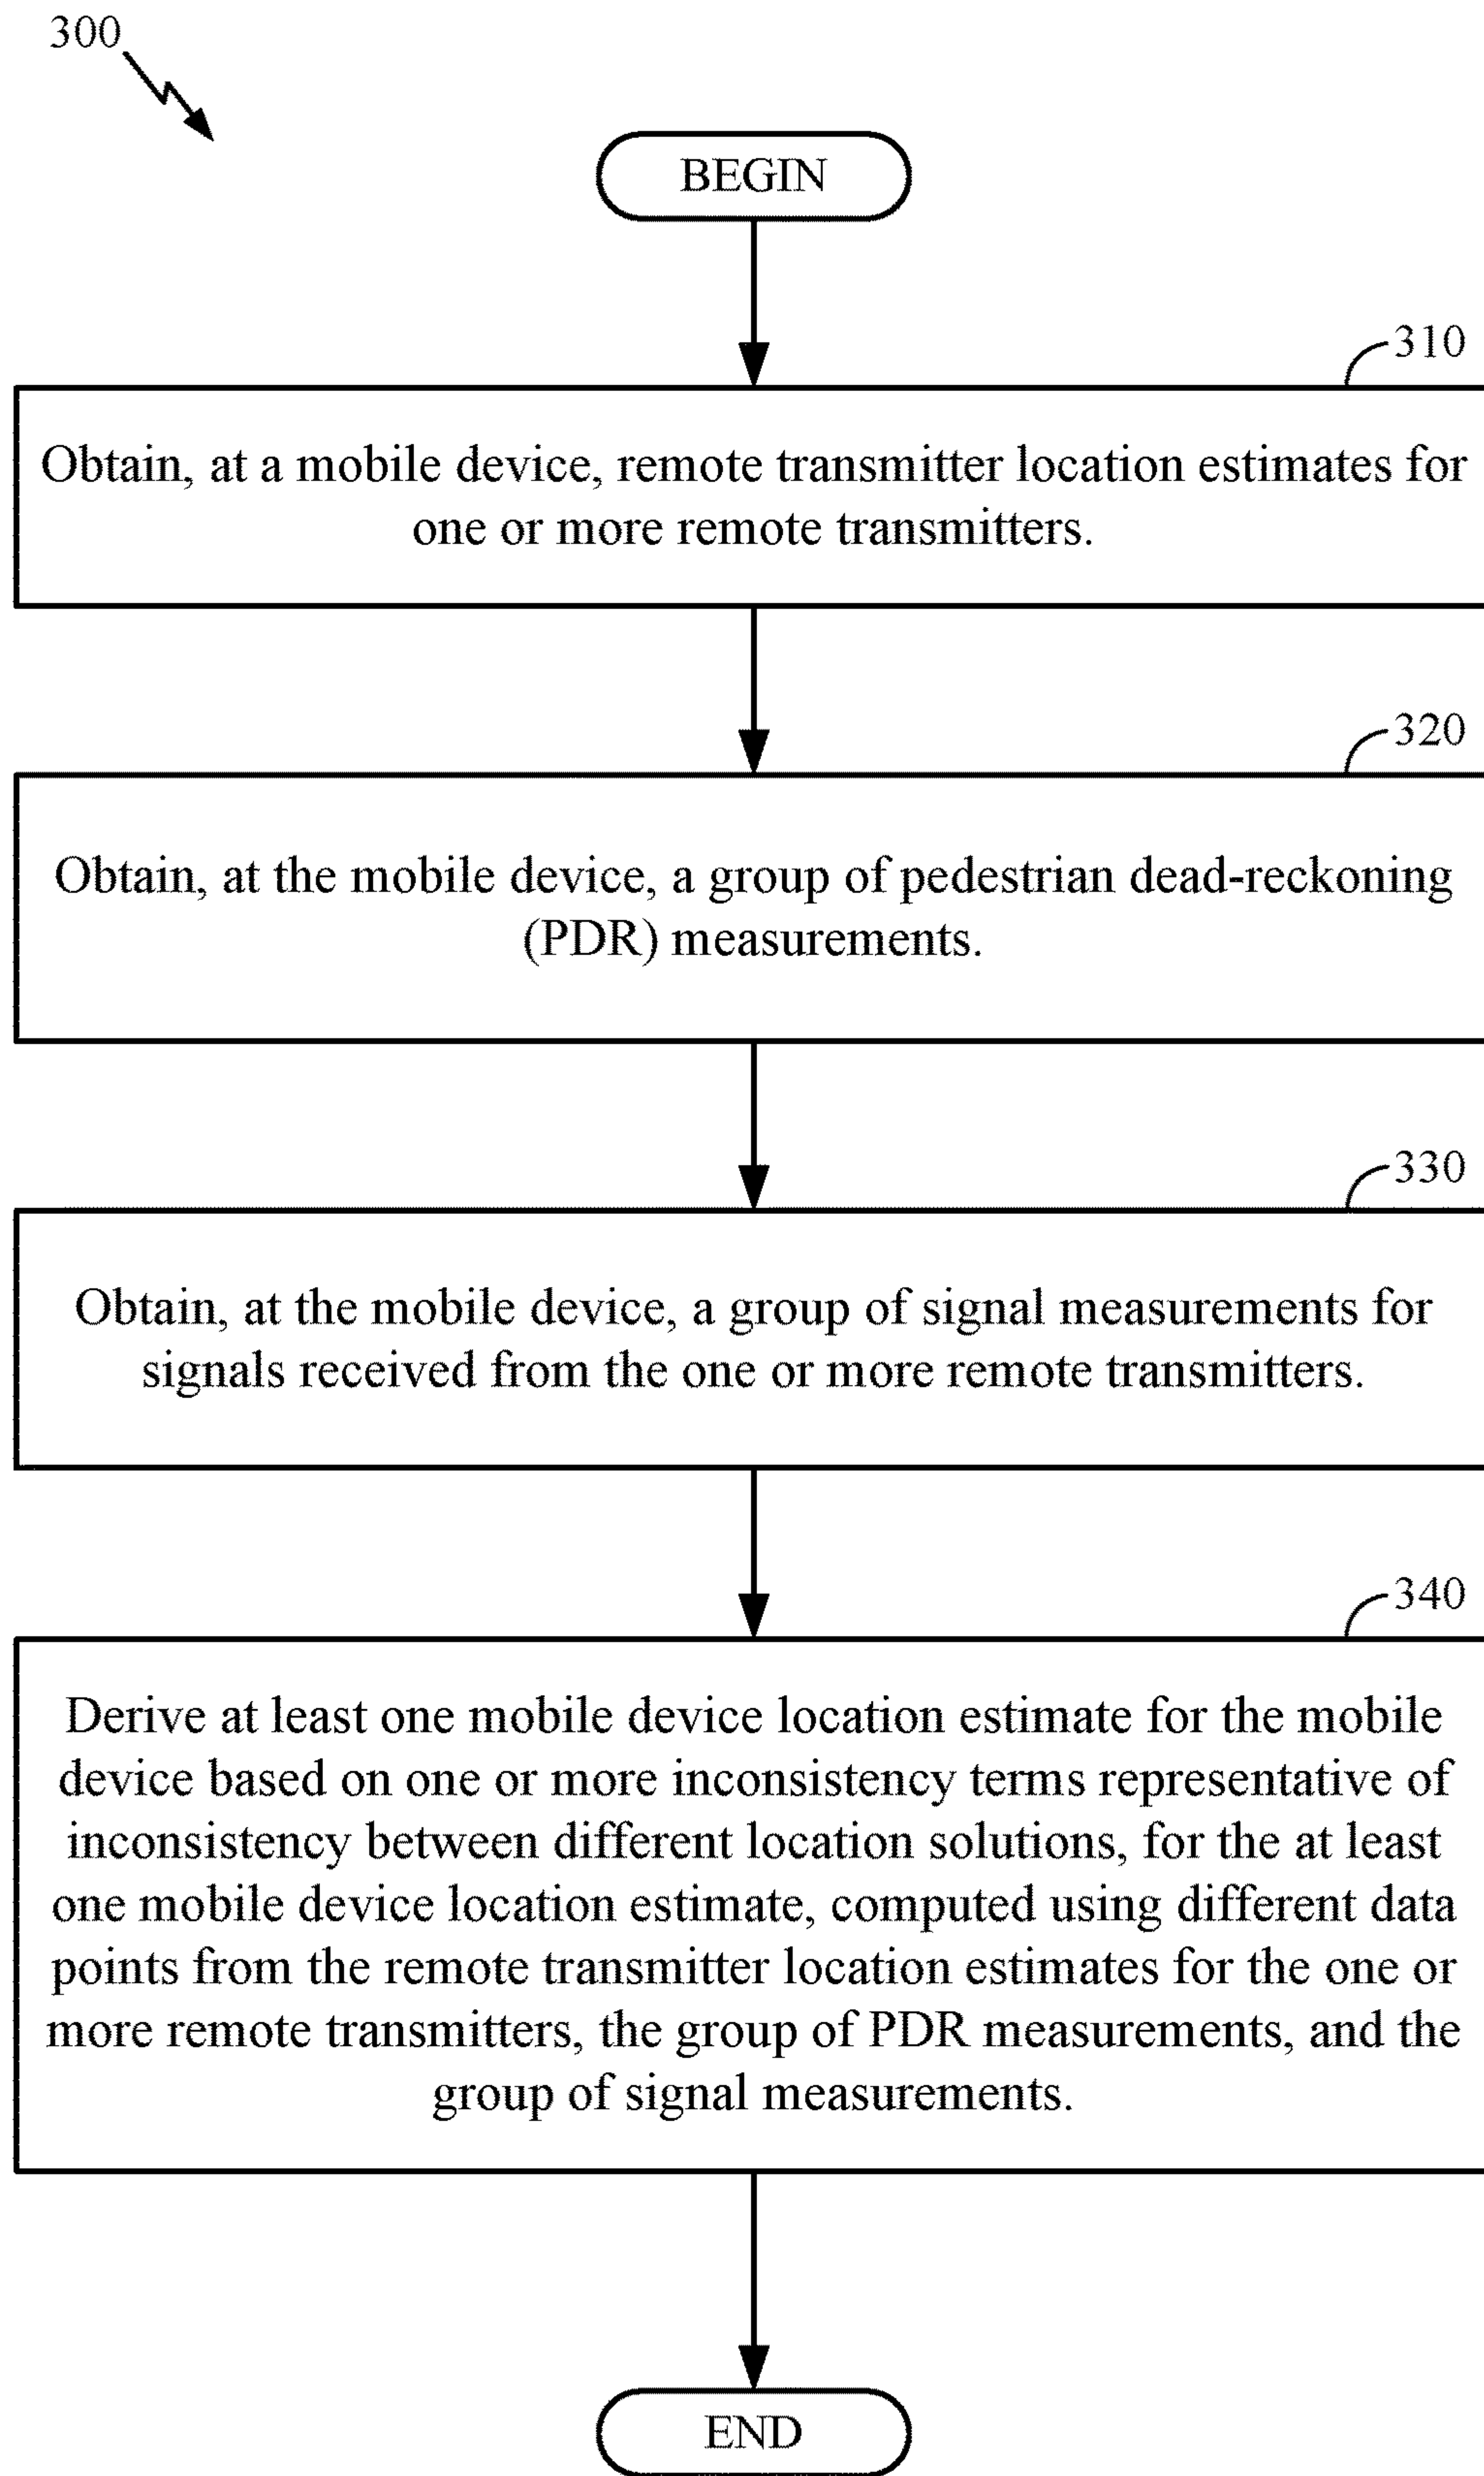 300
BEGIN
310
Obtain, at a mobile device, remote transmitter location estimates for
one or more remote transmitters.
320
Obtain, at the mobile device, a group of pedestrian dead-reckoning
(PDR) measurements.
330
Obtain, at the mobile device, a group of signal measurements for
signals received from the one or more remote transmitters.
340
Derive at least one mobile device location estimate for the mobile
device based on one or more inconsistency terms representative of
inconsistency between different location solutions, for the at least
one mobile device location estimate, computed using different data
points from the remote transmitter location estimates for the one or
more remote transmitters, the group of PDR measurements, and the
group of signal measurements.
END